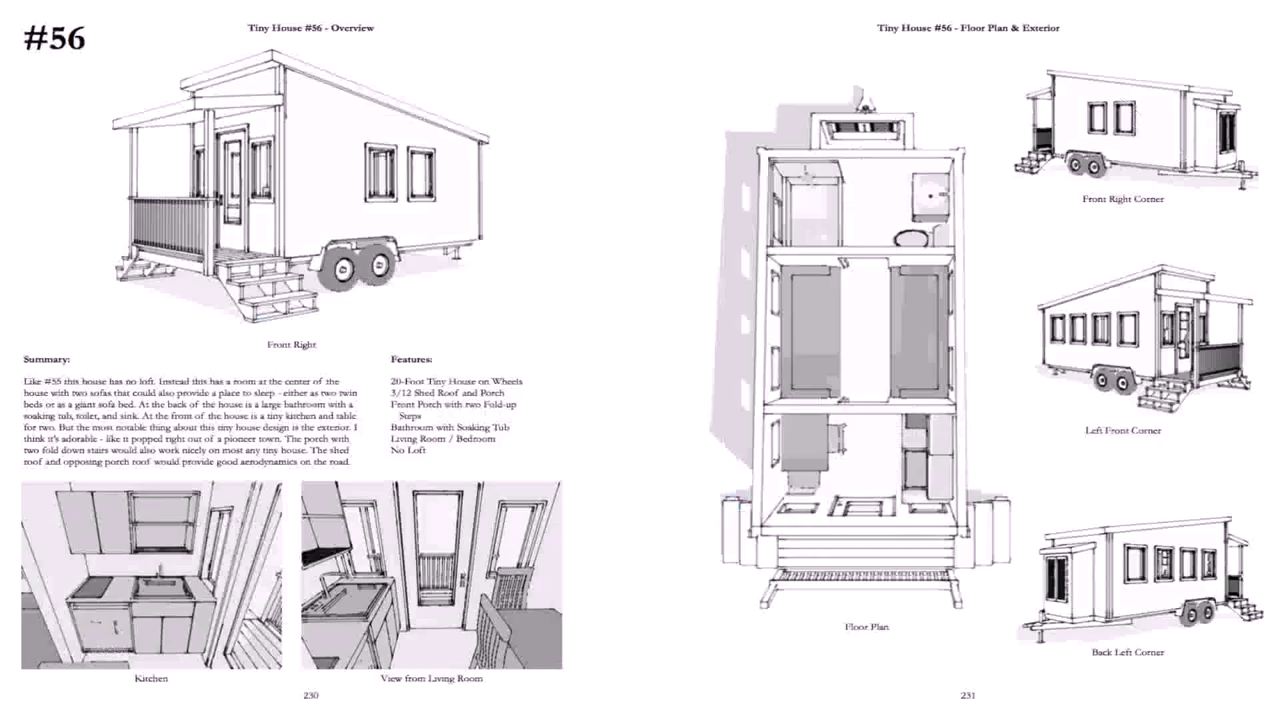 #56
Tiny House #56 - Overview
Front Right
Summary:
Like #55 this house has no loft. Instead this has a room at the center of the
house with two sofas that could also provide a place to sleep - either as two twin
beds or as a giant sofa bed. At the back of the house is a large bathroom with a
soaking tub, toilet, and sink. At the front of the house is a tiny kitchen and table
for two. But the most notable thing about this tiny house design is the exterior. I
think it's adorable - like it popped right out of a pioneer town. The porch with
two fold down stairs would also work nicely on most any tiny house. The shed
roof and opposing porch roof would provide good aerodynamics on the road.
Features:
20-Foot Tiny House on Wheels
3/12 Shed Roof and Porch
Front Porch with two Fold-up
Steps
Bathroom with Soaking Tub
Living Room / Bedroom
No Loft
Kitchen
View from Living Room
230
Tiny House #56 - Floor Plan & Exterior
Front Right Corner
Left Front Corner
Floor Plan
Back Left Corner
231